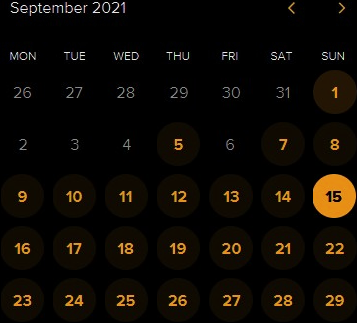 September 2021
MON TUE WED THU FRI SAT SUN
26 27 28 29 30 31 1
2 3 4 5 6 7 8
9 10 11 12 13 14 15
16 17 18 19 20 21 22
23 24 25 26 27 28 29